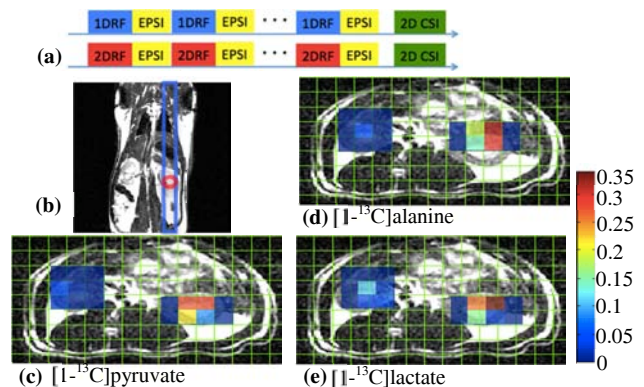 1DRF EPSI 1DRF EPSI • • • 1DRF EPSI 2D CSI
(a)
2DRF EPSI 2DRF EPSI • • • 2DRF EPSI 2D CSI
(b)
(d) [1-¹³C]alanine
(c) [1-¹³C]pyruvate
(e) [1-¹³C]lactate
0.35
0.3
0.25
0.2
0.15
0.1
0.05
0